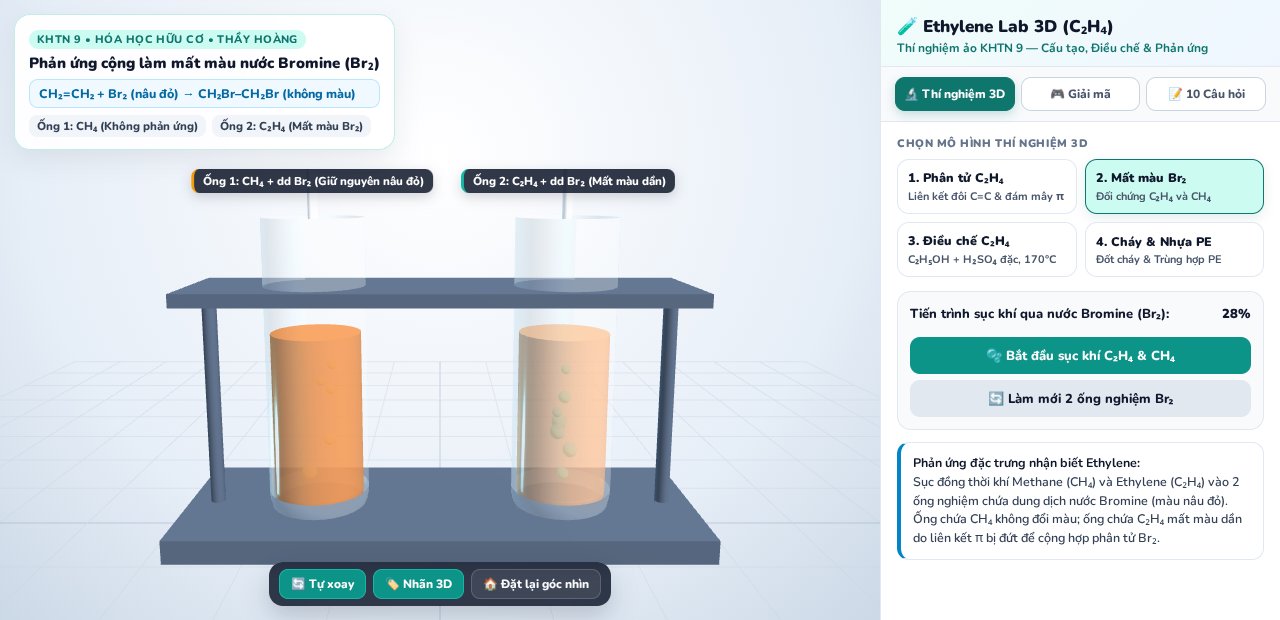 KHTN 9 • HÓA HỌC HỮU CƠ • THẦY HOÀNG
Phản ứng cộng làm mất màu nước Bromine (Br₂)
CH₂=CH₂ + Br₂ (nâu đỏ) → CH₂Br–CH₂Br (không màu)
Ống 1: CH₄ (Không phản ứng)
Ống 2: C₂H₄ (Mất màu Br₂)
Ống 1: CH₄ + dd Br₂ (Giữ nguyên nâu đỏ)
Ống 2: C₂H₄ + dd Br₂ (Mất màu dần)
🔄 Tự xoay
🏷️ Nhãn 3D
🏠 Đặt lại góc nhìn
🧪 Ethylene Lab 3D (C₂H₄)
Thí nghiệm ảo KHTN 9 — Cấu tạo, Điều chế & Phản ứng
🔬 Thí nghiệm 3D
🎮 Giải mã
📝 10 Câu hỏi
CHỌN MÔ HÌNH THÍ NGHIỆM 3D
1. Phân tử C₂H₄
Liên kết đôi C=C & đám mây π
2. Mất màu Br₂
Đối chứng C₂H₄ và CH₄
3. Điều chế C₂H₄
C₂H₅OH + H₂SO₄ đặc, 170°C
4. Cháy & Nhựa PE
Đốt cháy & Trùng hợp PE
Tiến trình sục khí qua nước Bromine (Br₂): 28%
🫧 Bắt đầu sục khí C₂H₄ & CH₄
🔄 Làm mới 2 ống nghiệm Br₂
Phản ứng đặc trưng nhận biết Ethylene:
Sục đồng thời khí Methane (CH₄) và Ethylene (C₂H₄) vào 2
ống nghiệm chứa dung dịch nước Bromine (màu nâu đỏ).
Ống chứa CH₄ không đổi màu; ống chứa C₂H₄ mất màu dần
do liên kết π bị đứt để cộng hợp phân tử Br₂.